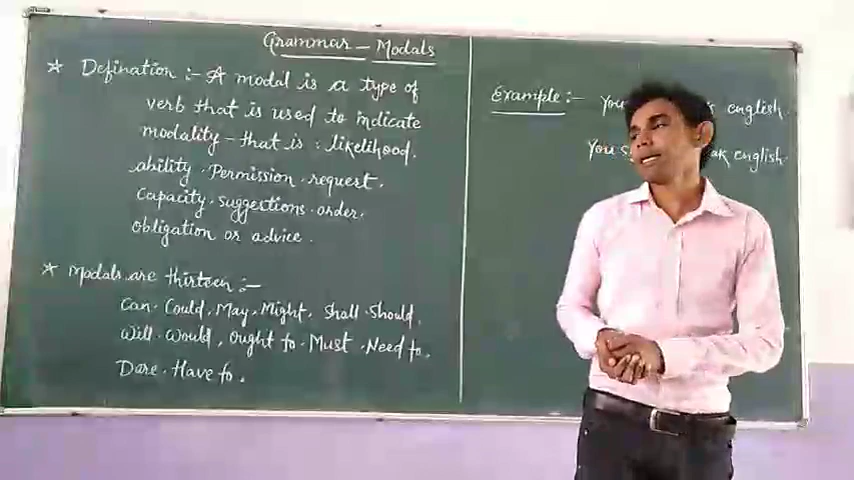 Grammar – Modals
* Defination :- A modal is a type of
verb that is used to indicate
modality – that is : likelihood.
ability. Permission. request.
Capacity. suggestions. order.
obligation or advice.
* Modals are thirteen :-
Can. Could, May, Might, Shall. Should,
Will. Would, Ought to. Must. Need to,
Dare. Have to.
Example :- You english.
You english.